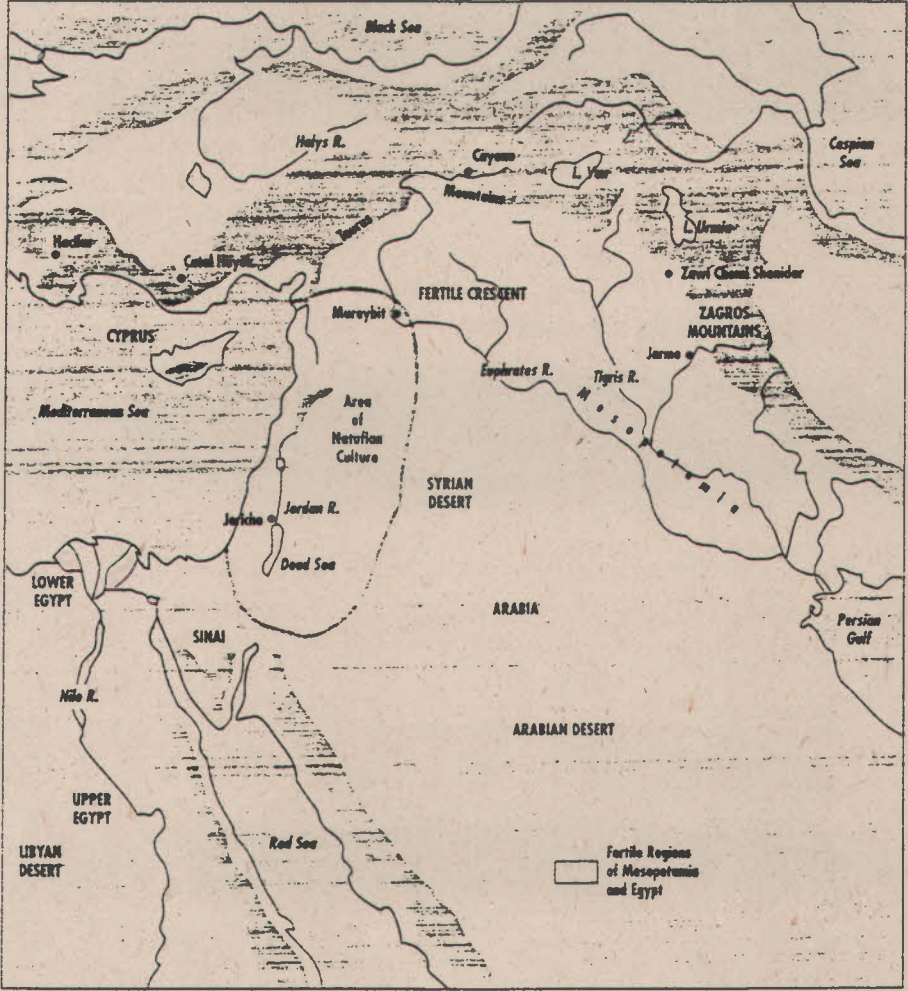 Black Sea
Halys R.
Caspian
Sea
Cayonu
L. Van
Mountains
Taurus
L. Urmia
Hacilar
Catal Huyuk
Zawi Chemi Shanidar
FERTILE CRESCENT
Mureybit
ZAGROS
MOUNTAINS
CYPRUS
Jarmo
Euphrates R.
Tigris R.
Mesopotamia
Mediterranean Sea
Area
of
Natufian
Culture
SYRIAN
DESERT
Jericho
Jordan R.
Dead Sea
LOWER
EGYPT
ARABIA
SINAI
Persian
Gulf
Nile R.
ARABIAN DESERT
UPPER
EGYPT
Red Sea
LIBYAN
DESERT
Fertile Regions
of Mesopotamia
and Egypt